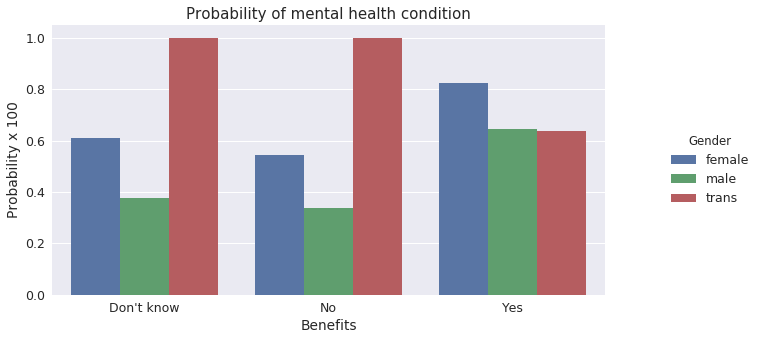 Probability of mental health condition
Probability x 100
1.0
0.8
0.6
0.4
0.2
0.0
Don't know
No
Yes
Benefits
Gender
female
male
trans